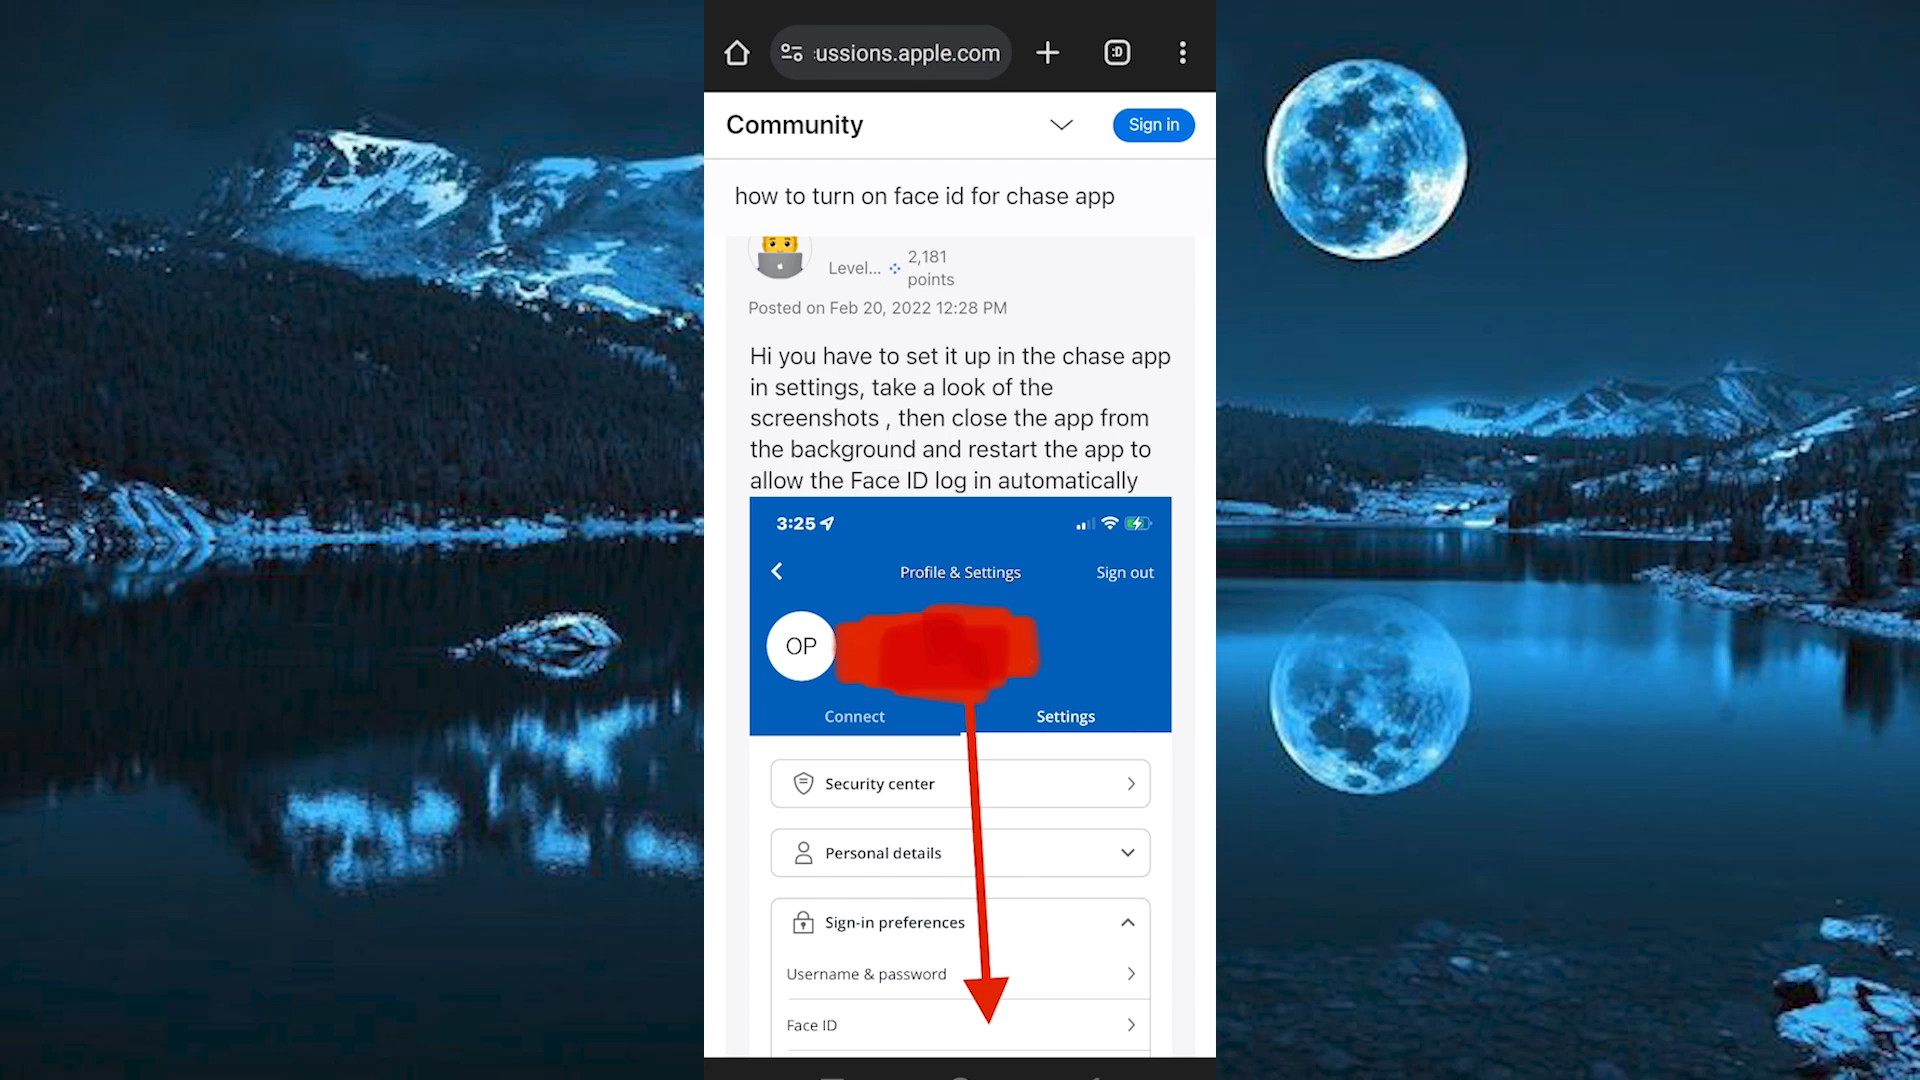 ussions.apple.com
Community
Sign in
how to turn on face id for chase app
Level... 2,181
points
Posted on Feb 20, 2022 12:28 PM
Hi you have to set it up in the chase app
in settings, take a look of the
screenshots , then close the app from
the background and restart the app to
allow the Face ID log in automatically
3:25
Profile & Settings Sign out
OP
Connect Settings
Security center
Personal details
Sign-in preferences
Username & password
Face ID